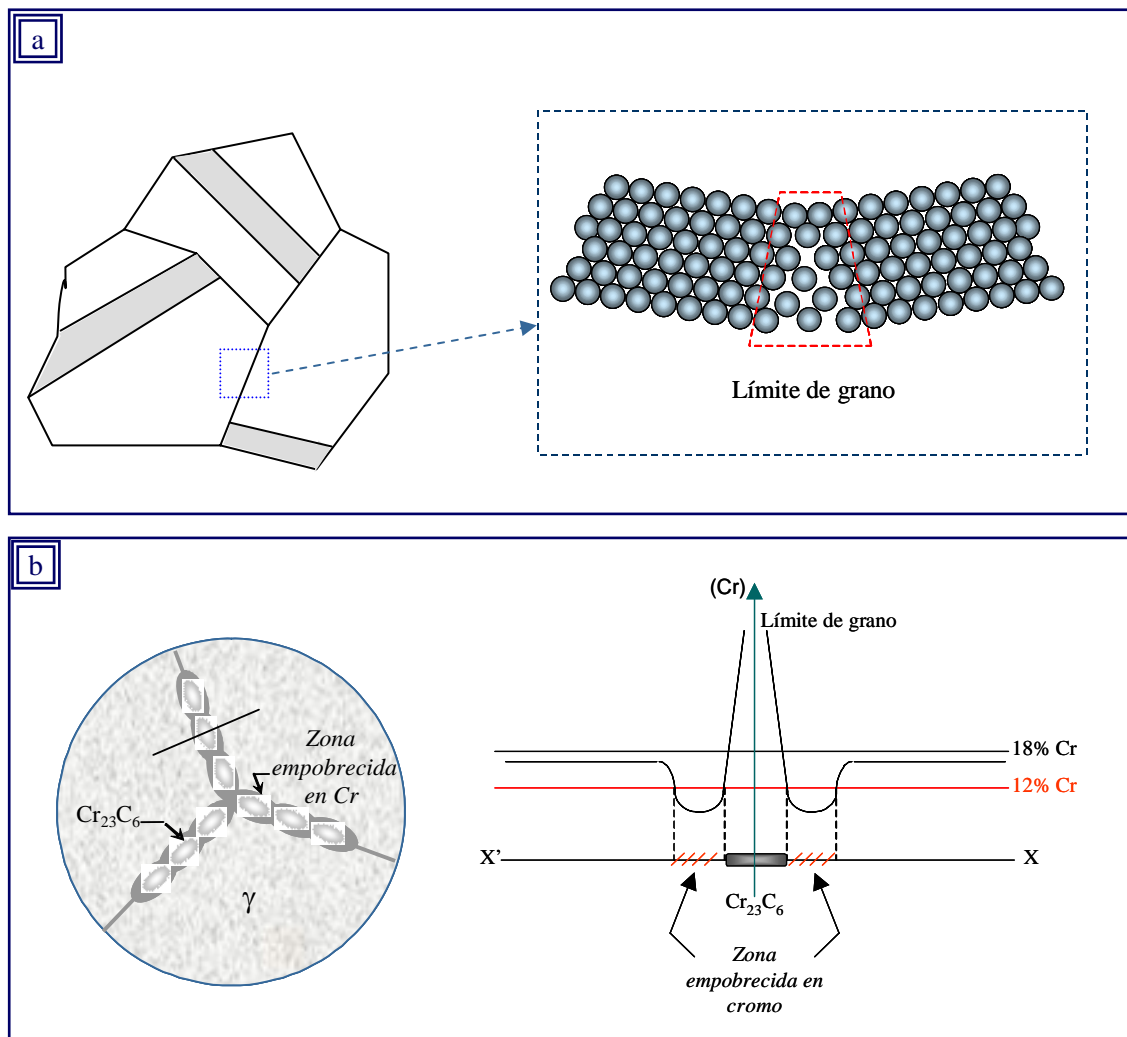 a
Límite de grano
b
Zona
empobrecida
en Cr
Cr₂₃C₆
γ
(Cr)
Límite de grano
18% Cr
12% Cr
X'
X
Cr₂₃C₆
Zona
empobrecida en
cromo